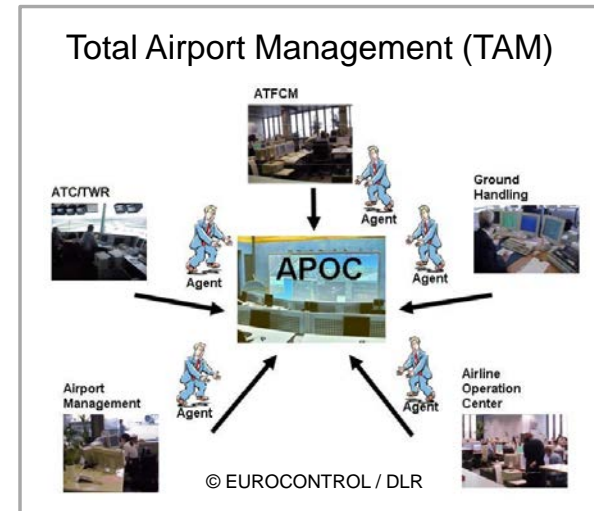 Total Airport Management (TAM)
ATFCM
Agent
ATC/TWR
Agent
Ground
Handling
Agent
APOC
Airport
Management
Agent
Airline
Operation
Center
Agent
© EUROCONTROL / DLR